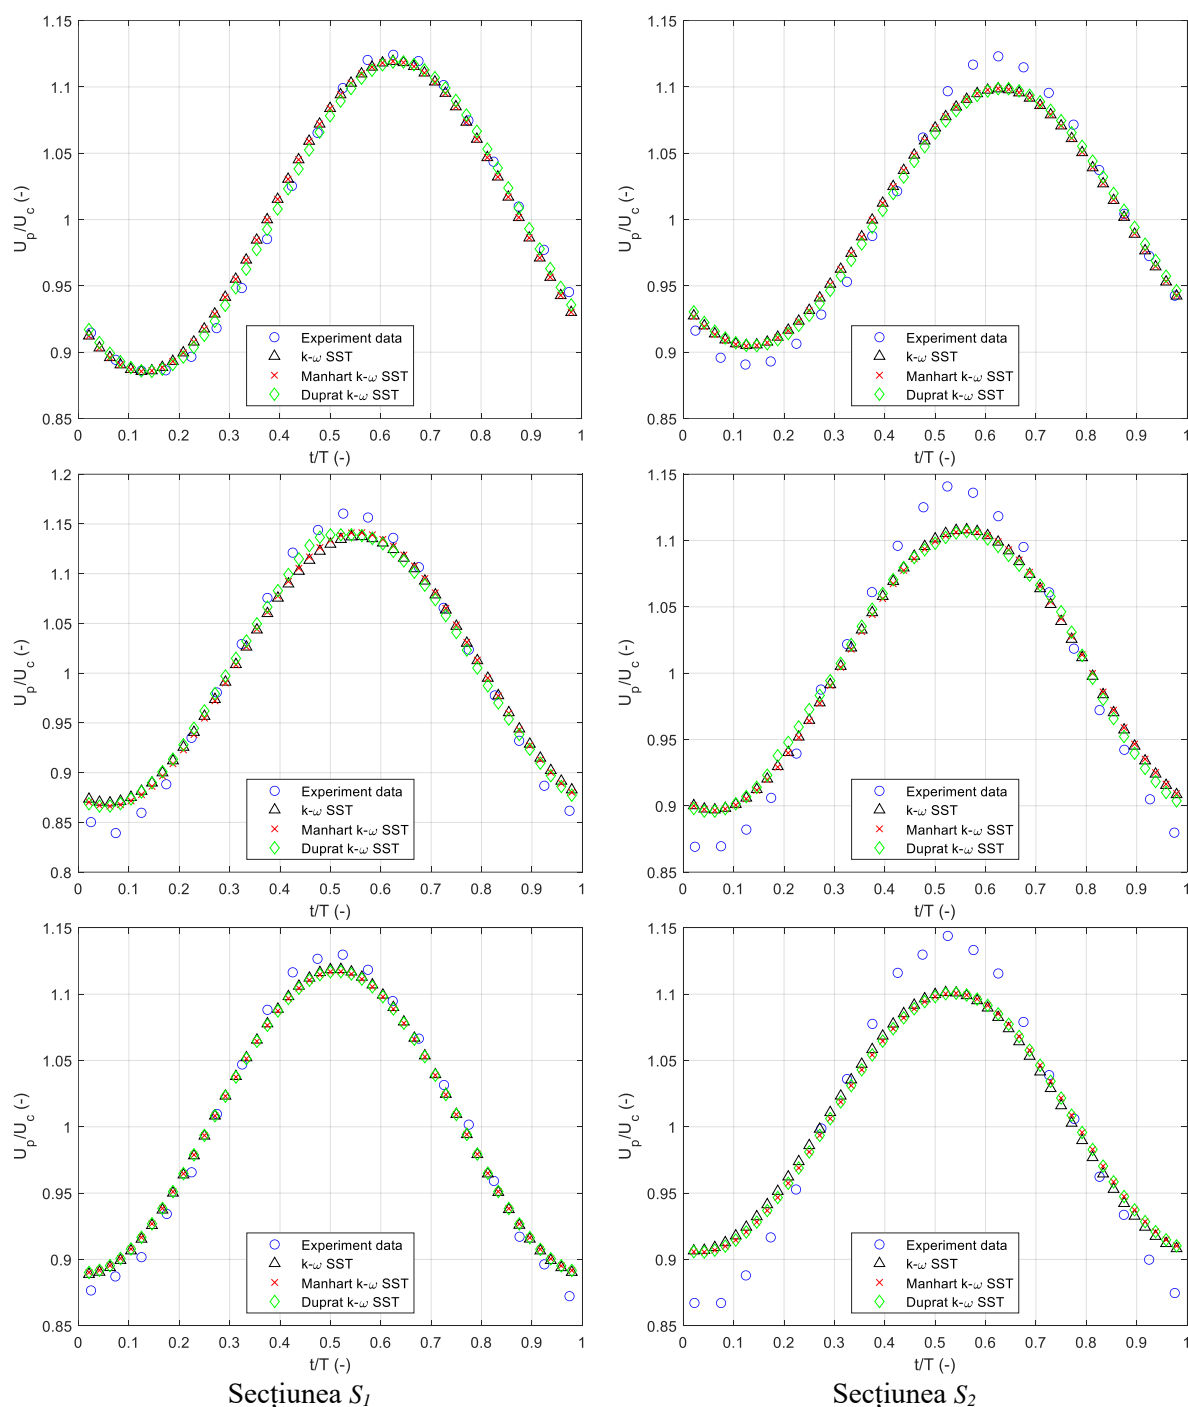 1.15
1.1
1.05
1
0.95
0.9
0.85
U_p/U_c (-)
0 0.1 0.2 0.3 0.4 0.5 0.6 0.7 0.8 0.9 1
t/T (-)
Experiment data
k-ω SST
Manhart k-ω SST
Duprat k-ω SST
1.15
1.1
1.05
1
0.95
0.9
0.85
U_p/U_c (-)
0 0.1 0.2 0.3 0.4 0.5 0.6 0.7 0.8 0.9 1
t/T (-)
Experiment data
k-ω SST
Manhart k-ω SST
Duprat k-ω SST
1.2
1.15
1.1
1.05
1
0.95
0.9
0.85
0.8
U_p/U_c (-)
0 0.1 0.2 0.3 0.4 0.5 0.6 0.7 0.8 0.9 1
t/T (-)
Experiment data
k-ω SST
Manhart k-ω SST
Duprat k-ω SST
1.15
1.1
1.05
1
0.95
0.9
0.85
U_p/U_c (-)
0 0.1 0.2 0.3 0.4 0.5 0.6 0.7 0.8 0.9 1
t/T (-)
Experiment data
k-ω SST
Manhart k-ω SST
Duprat k-ω SST
1.15
1.1
1.05
1
0.95
0.9
0.85
U_p/U_c (-)
0 0.1 0.2 0.3 0.4 0.5 0.6 0.7 0.8 0.9 1
t/T (-)
Experiment data
k-ω SST
Manhart k-ω SST
Duprat k-ω SST
1.15
1.1
1.05
1
0.95
0.9
0.85
U_p/U_c (-)
0 0.1 0.2 0.3 0.4 0.5 0.6 0.7 0.8 0.9 1
t/T (-)
Experiment data
k-ω SST
Manhart k-ω SST
Duprat k-ω SST
Secțiunea S₁
Secțiunea S₂